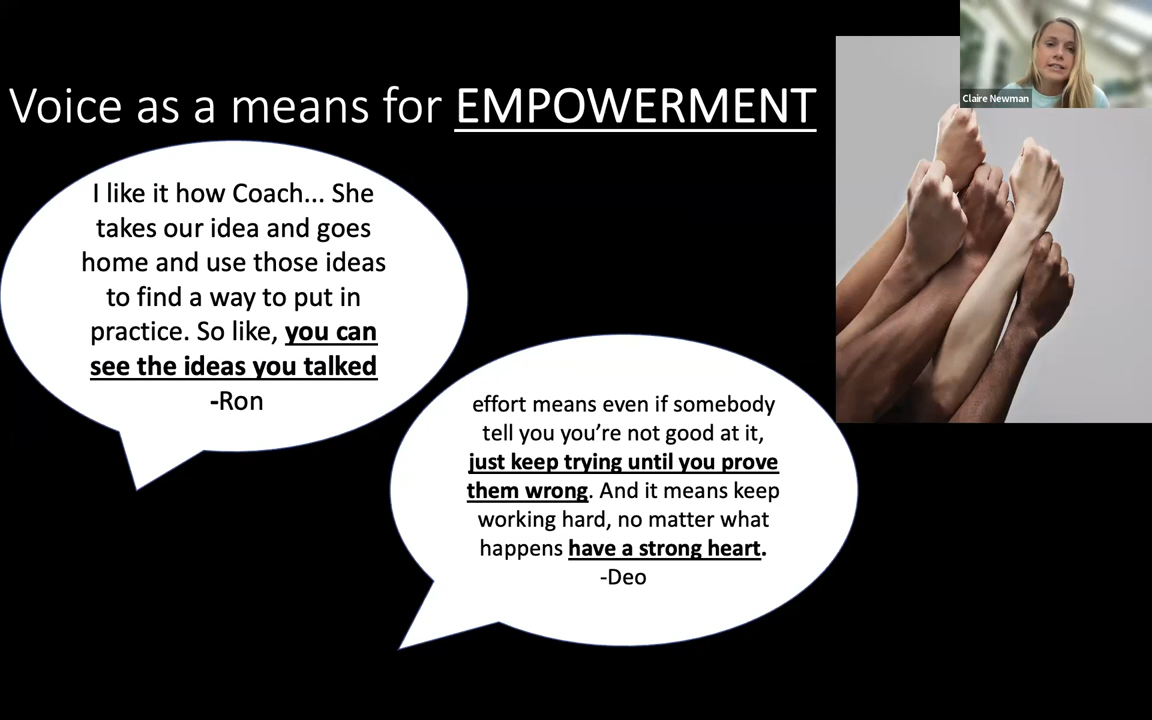 Voice as a means for EMPOWERMENT
Claire Newman
I like it how Coach... She
takes our idea and goes
home and use those ideas
to find a way to put in
practice. So like, you can
see the ideas you talked
-Ron
effort means even if somebody
tell you you’re not good at it,
just keep trying until you prove
them wrong. And it means keep
working hard, no matter what
happens have a strong heart.
-Deo